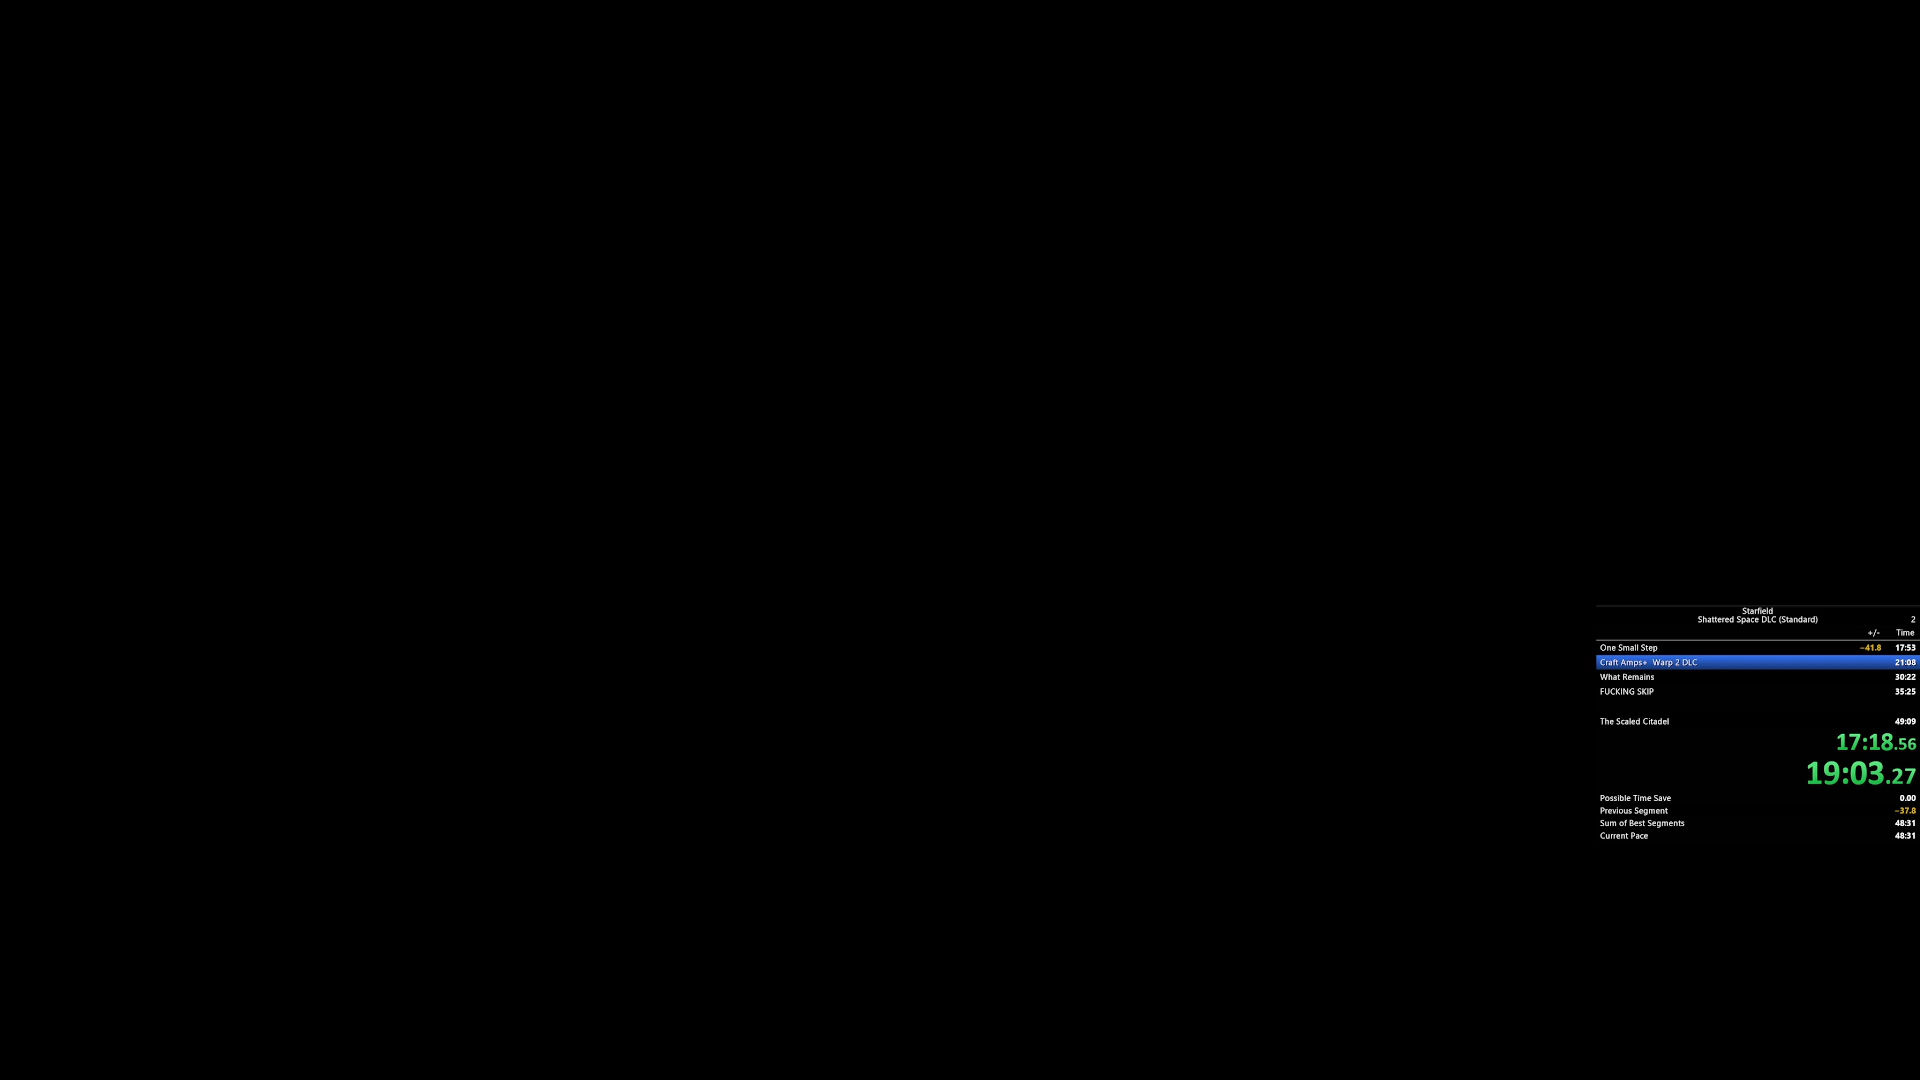 Starfield
Shattered Space DLC (Standard) 2
+/- Time
One Small Step −41.8 17:53
Craft Amps+ Warp 2 DLC 21:08
What Remains 30:22
FUCKING SKIP 35:25
The Scaled Citadel 49:09
17:18.56
19:03.27
Possible Time Save 0.00
Previous Segment −37.8
Sum of Best Segments 48:31
Current Pace 48:31